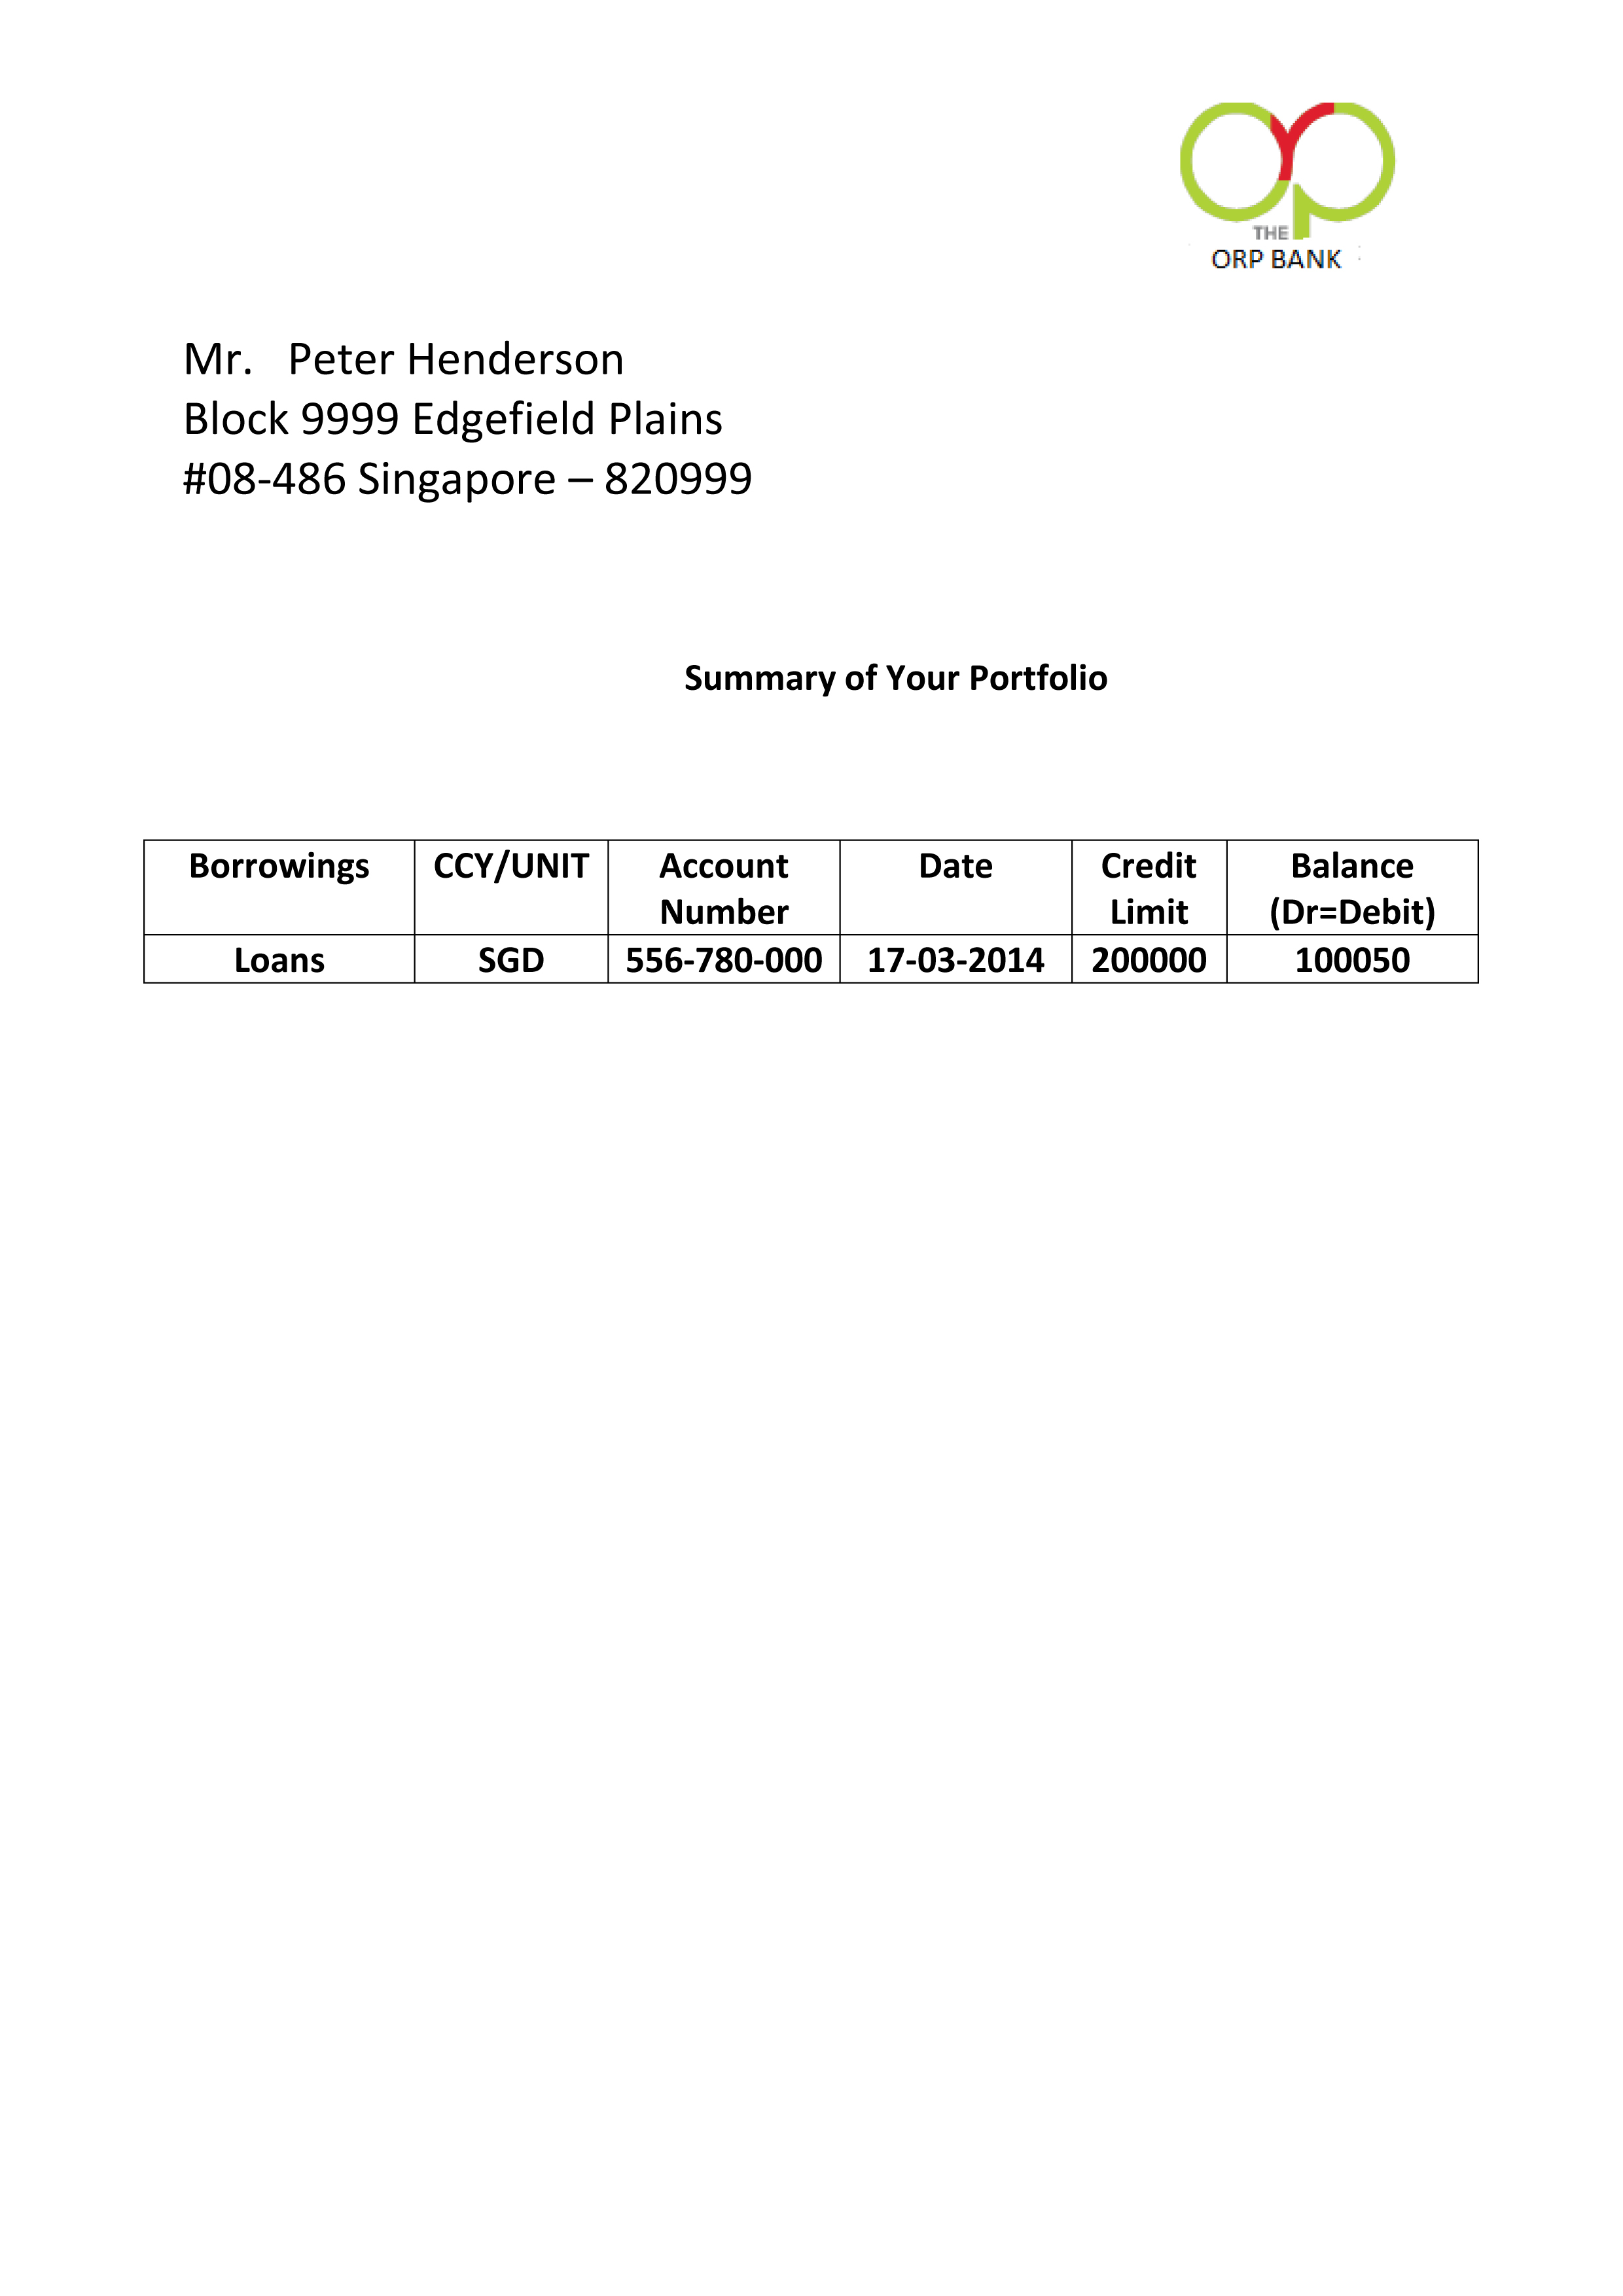 THE
ORP BANK
Mr. Peter Henderson
Block 9999 Edgefield Plains
#08-486 Singapore – 820999
Summary of Your Portfolio
Borrowings CCY/UNIT Account Number Date Credit Limit Balance (Dr=Debit)
Loans SGD 556-780-000 17-03-2014 200000 100050